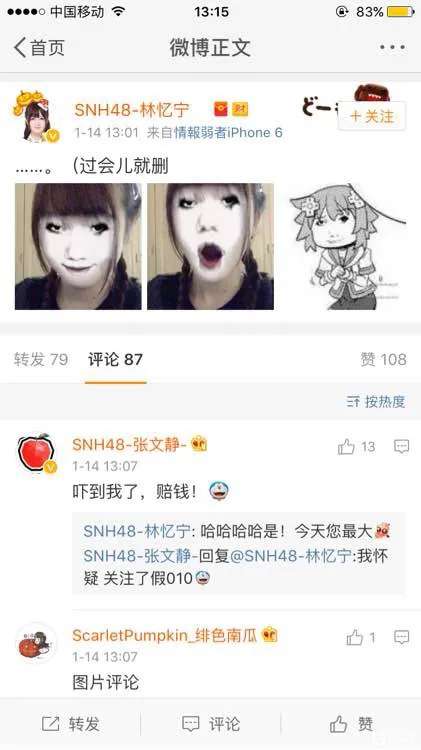 中国移动
13:15
83%
首页
微博正文
SNH48-林忆宁
财
どー
+关注
1-14 13:01 来自情報弱者iPhone 6
……。（过会儿就删
转发 79
评论 87
赞 108
按热度
SNH48-张文静-
13
1-14 13:07
吓到我了，赔钱！
SNH48-林忆宁: 哈哈哈哈是！今天您最大
SNH48-张文静-回复@SNH48-林忆宁:我怀
疑 关注了假010
ScarletPumpkin_绯色南瓜
1
1-14 13:07
图片评论
转发
评论
赞